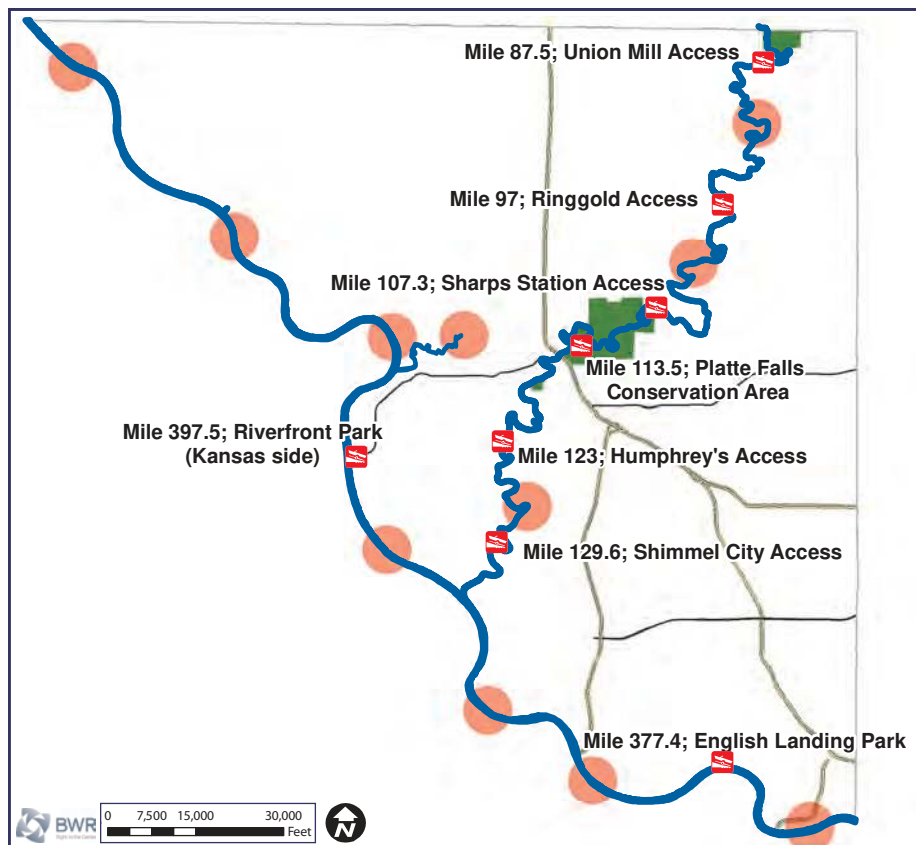 Mile 87.5; Union Mill Access
Mile 97; Ringgold Access
Mile 107.3; Sharps Station Access
Mile 113.5; Platte Falls
Conservation Area
Mile 397.5; Riverfront Park
(Kansas side)
Mile 123; Humphrey's Access
Mile 129.6; Shimmel City Access
Mile 377.4; English Landing Park
BWR
0 7,500 15,000 30,000
Feet
N